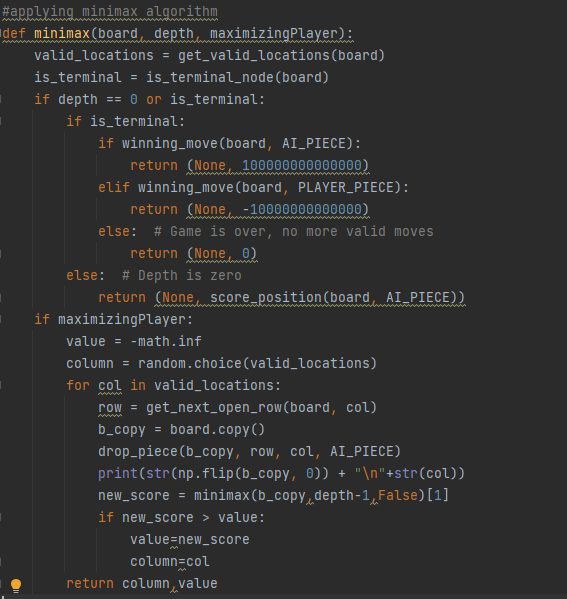 #applying minimax algorithm
def minimax(board, depth, maximizingPlayer):
    valid_locations = get_valid_locations(board)
    is_terminal = is_terminal_node(board)
    if depth == 0 or is_terminal:
        if is_terminal:
            if winning_move(board, AI_PIECE):
                return (None, 100000000000000)
            elif winning_move(board, PLAYER_PIECE):
                return (None, -10000000000000)
            else:  # Game is over, no more valid moves
                return (None, 0)
        else:  # Depth is zero
            return (None, score_position(board, AI_PIECE))
    if maximizingPlayer:
        value = -math.inf
        column = random.choice(valid_locations)
        for col in valid_locations:
            row = get_next_open_row(board, col)
            b_copy = board.copy()
            drop_piece(b_copy, row, col, AI_PIECE)
            print(str(np.flip(b_copy, 0)) + "\n"+str(col))
            new_score = minimax(b_copy,depth-1,False)[1]
            if new_score > value:
                value=new_score
                column=col
        return column,value